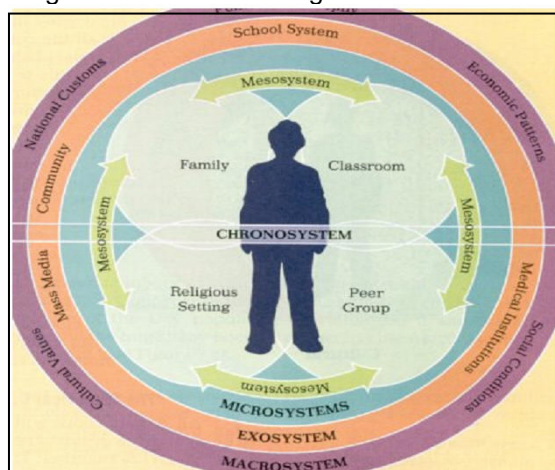 School System
Mesosystem
National Customs
Economic Patterns
Family
Classroom
Community
Mesosystem
Mesosystem
CHRONOSYSTEM
Mass Media
Medical Institutions
Religious
Setting
Peer
Group
Cultural Values
Social Conditions
Mesosystem
MICROSYSTEMS
EXOSYSTEM
MACROSYSTEM